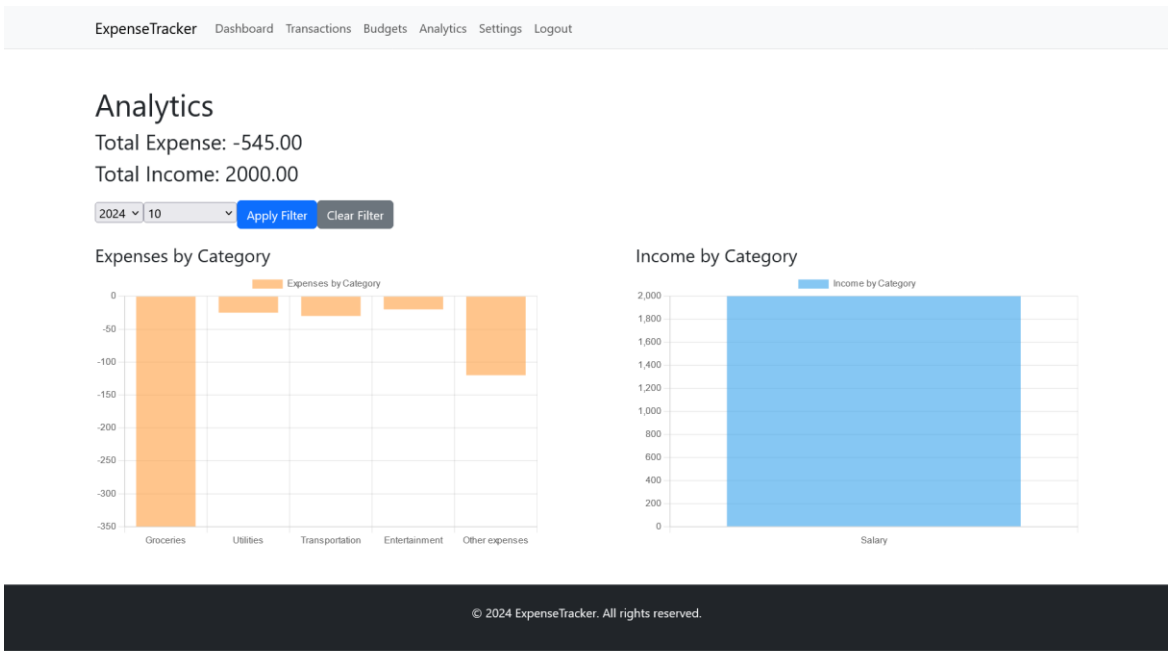 ExpenseTracker Dashboard Transactions Budgets Analytics Settings Logout
Analytics
Total Expense: -545.00
Total Income: 2000.00
2024 10 Apply Filter Clear Filter
Expenses by Category
Expenses by Category
0
-50
-100
-150
-200
-250
-300
-350
Groceries Utilities Transportation Entertainment Other expenses
Income by Category
Income by Category
2,000
1,800
1,600
1,400
1,200
1,000
800
600
400
200
0
Salary
© 2024 ExpenseTracker. All rights reserved.